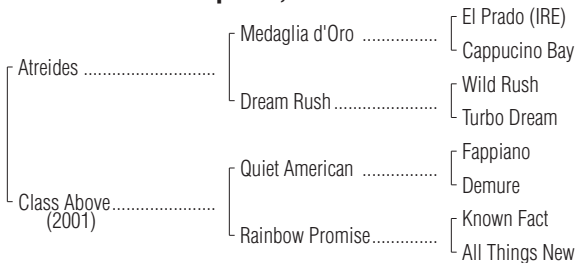 El Prado (IRE)
Medaglia d'Oro ................
Cappucino Bay
Atreides ...........................
Wild Rush
Dream Rush.....................
Turbo Dream
Fappiano
Quiet American ................
Demure
Class Above.....................
(2001)
Known Fact
Rainbow Promise.............
All Things New